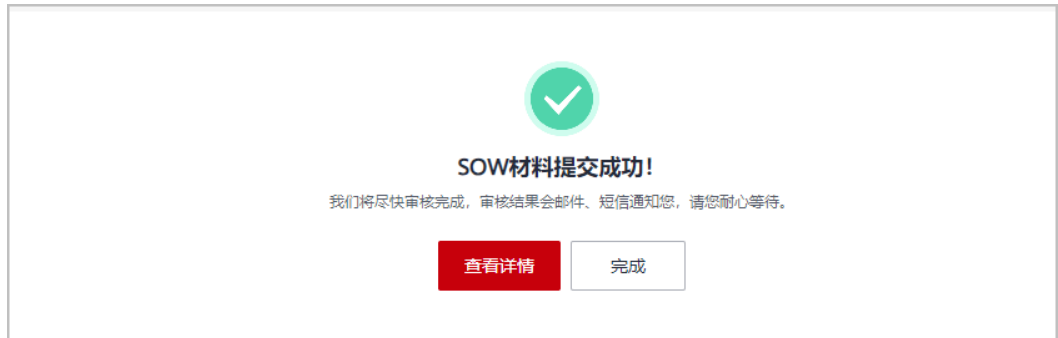 SOW材料提交成功！
我们将尽快审核完成，审核结果会邮件、短信通知您，请您耐心等待。
查看详情
完成